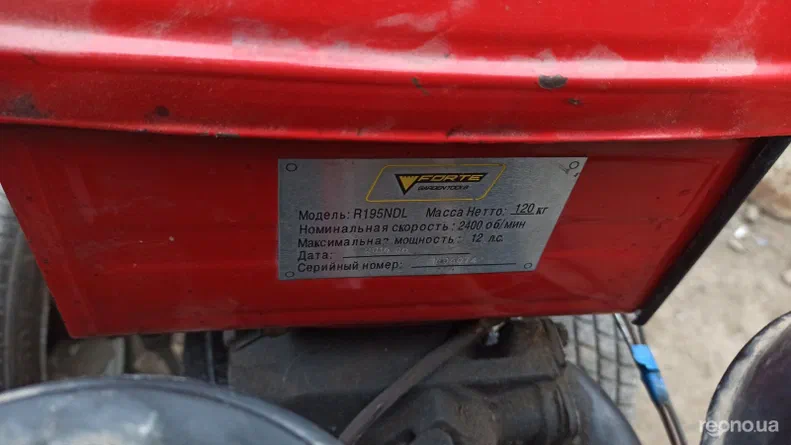 FORTE
GARDEN TOOLS
Модель: R195NDL Масса Нетто: 120 кг
Номинальная скорость: 2400 об/мин
Максимальная мощность: 12 л.с.
Дата:
Серийный номер:
repno.ua